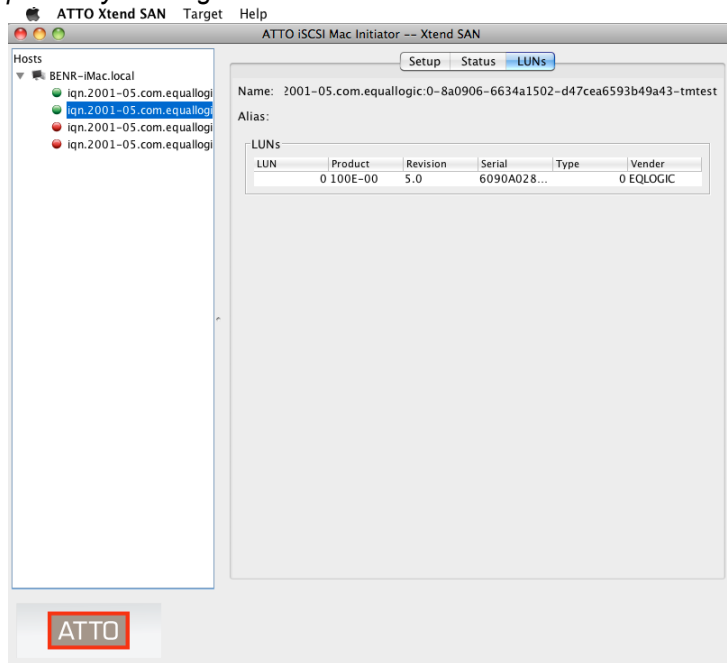 ATTO Xtend SAN Target Help
ATTO iSCSI Mac Initiator -- Xtend SAN
Hosts
Setup Status LUNs
BENR-iMac.local
iqn.2001-05.com.equallogi
iqn.2001-05.com.equallogi
iqn.2001-05.com.equallogi
iqn.2001-05.com.equallogi
Name: 2001-05.com.equallogic:0-8a0906-6634a1502-d47cea6593b49a43-tmtest
Alias:
LUNs
LUN Product Revision Serial Type Vender
0 100E-00 5.0 6090A028... 0 EQLOGIC
ATTO